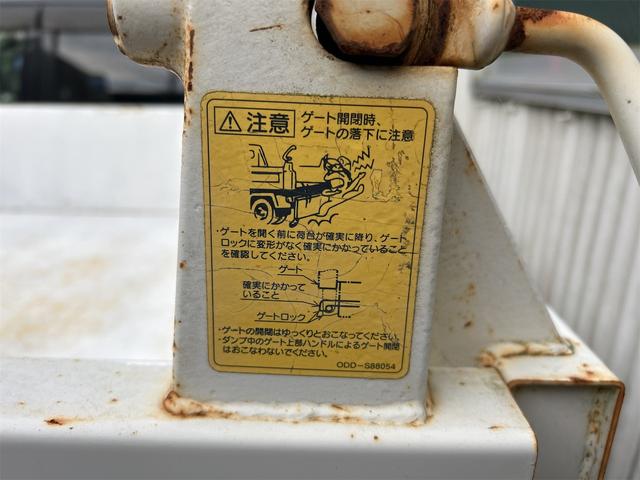 注意
ゲート開閉時、
ゲートの落下に注意
・ゲートを開く前に荷台が確実に降り、ゲート
ロックに変形がなく確実にかかっていること
を確認してください。
ゲート
確実にかかって
いること
ゲートロック
・ゲートの開閉はゆっくりとおこなってください。
・ダンプ中のゲート上部ハンドルによるゲート開閉
はおこなわないでください。
ODD-S88054